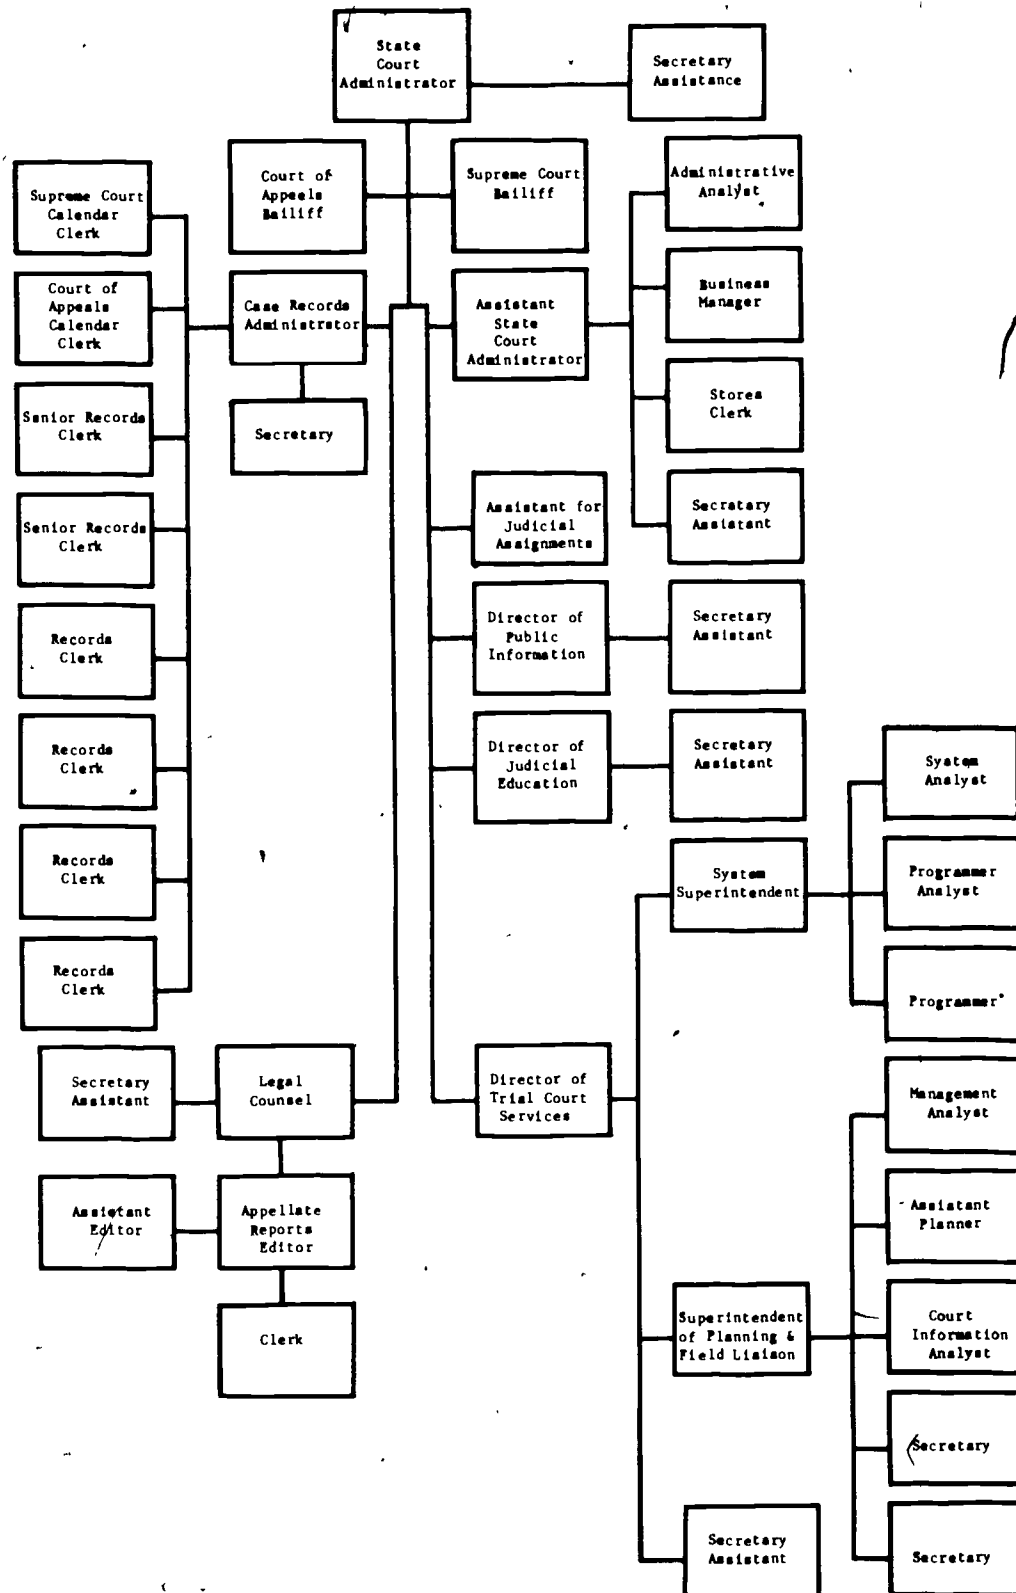 State
Court
Administrator
Secretary
Assistance
Court of
Appeals
Bailiff
Supreme Court
Bailiff
Administrative
Analyst
Supreme Court
Calendar
Clerk
Court of
Appeals
Calendar
Clerk
Case Records
Administrator
Assistant
State
Court
Administrator
Business
Manager
Senior Records
Clerk
Secretary
Stores
Clerk
Senior Records
Clerk
Assistant for
Judicial
Assignments
Secretary
Assistant
Records
Clerk
Director of
Public
Information
Secretary
Assistant
Records
Clerk
Director of
Judicial
Education
Secretary
Assistant
System
Analyst
Records
Clerk
System
Superintendent
Programmer
Analyst
Records
Clerk
Programmer
Secretary
Assistant
Legal
Counsel
Director of
Trial Court
Services
Management
Analyst
Assistant
Editor
Appellate
Reports
Editor
Assistant
Planner
Clerk
Superintendent
of Planning &
Field Liaison
Court
Information
Analyst
Secretary
Secretary
Assistant
Secretary